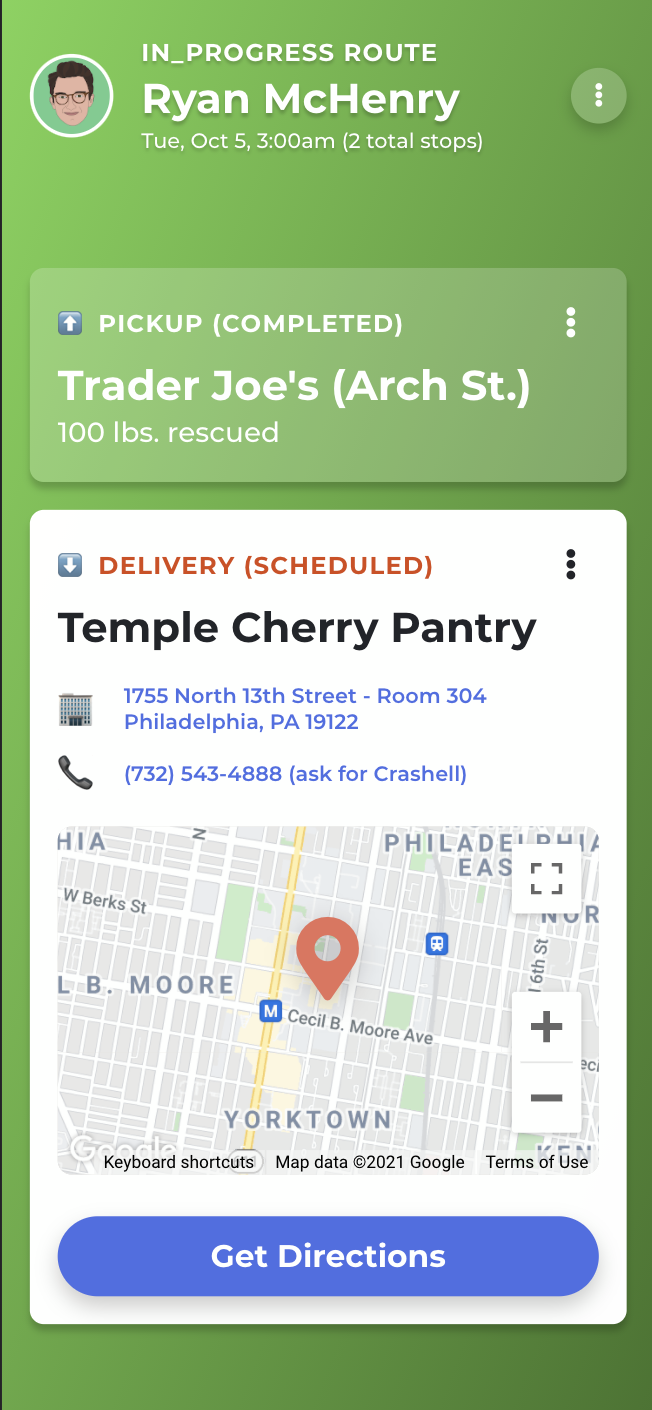 IN_PROGRESS ROUTE
Ryan McHenry
Tue, Oct 5, 3:00am (2 total stops)
PICKUP (COMPLETED)
Trader Joe's (Arch St.)
100 lbs. rescued
DELIVERY (SCHEDULED)
Temple Cherry Pantry
1755 North 13th Street - Room 304
Philadelphia, PA 19122
(732) 543-4888 (ask for Crashell)
HIA
N
PHILADELPHIA
EAS
W Berks St
NOR
L B. MOORE
6th St
M
Cecil B. Moore Ave
YORKTOWN
KEN
Google
Keyboard shortcuts
Map data ©2021 Google
Terms of Use
Get Directions